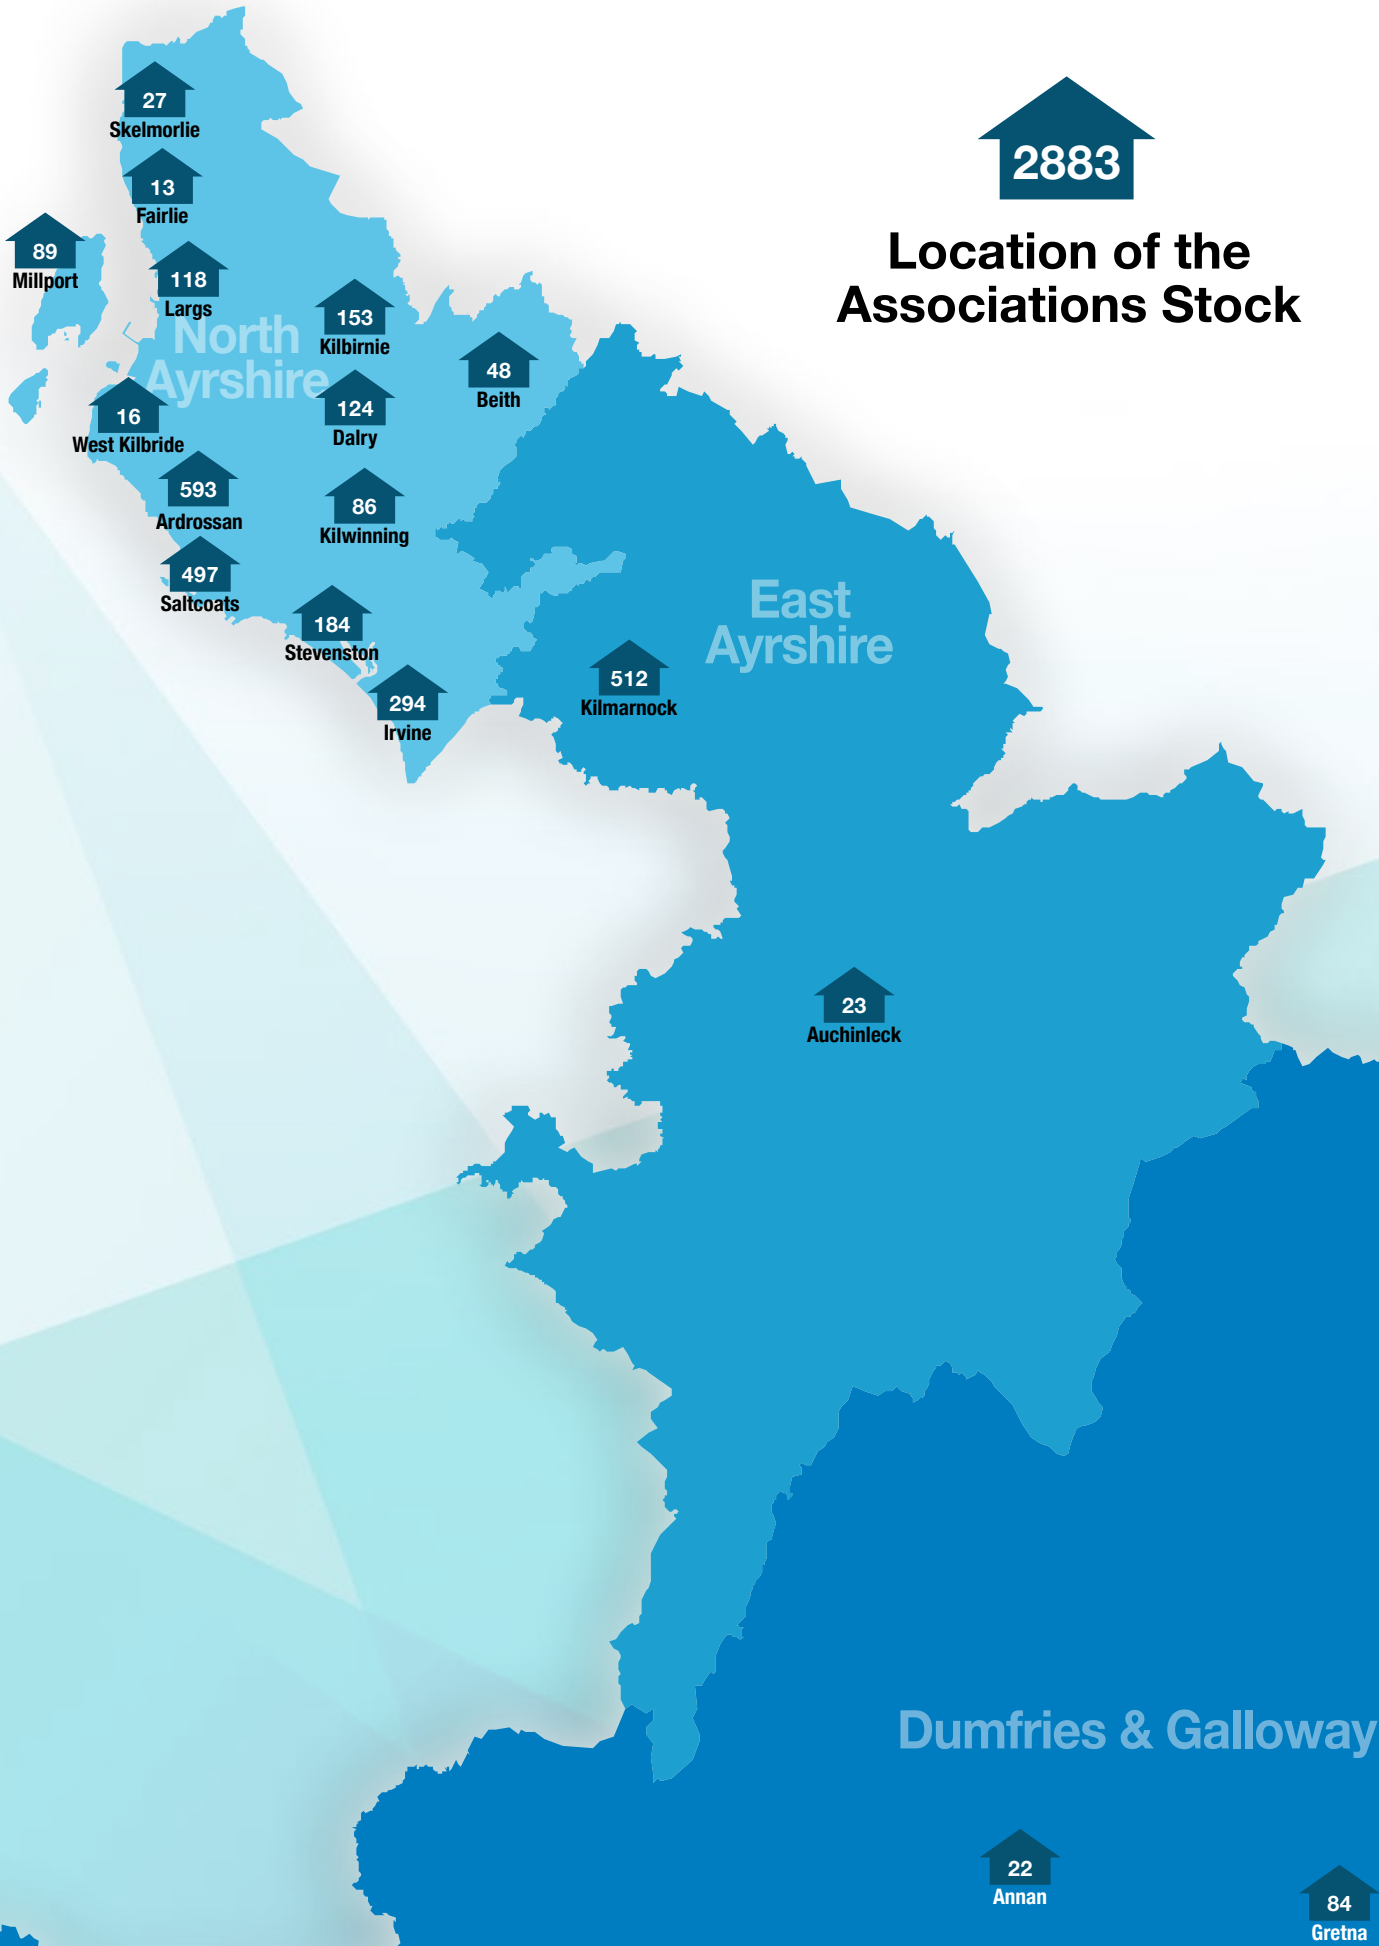 2883
Location of the
Associations Stock
27
Skelmorlie
13
Fairlie
89
Millport
118
Largs
North
Ayrshire
153
Kilbirnie
48
Beith
124
Dalry
16
West Kilbride
593
Ardrossan
86
Kilwinning
497
Saltcoats
184
Stevenston
294
Irvine
East
Ayrshire
512
Kilmarnock
23
Auchinleck
Dumfries & Galloway
22
Annan
84
Gretna